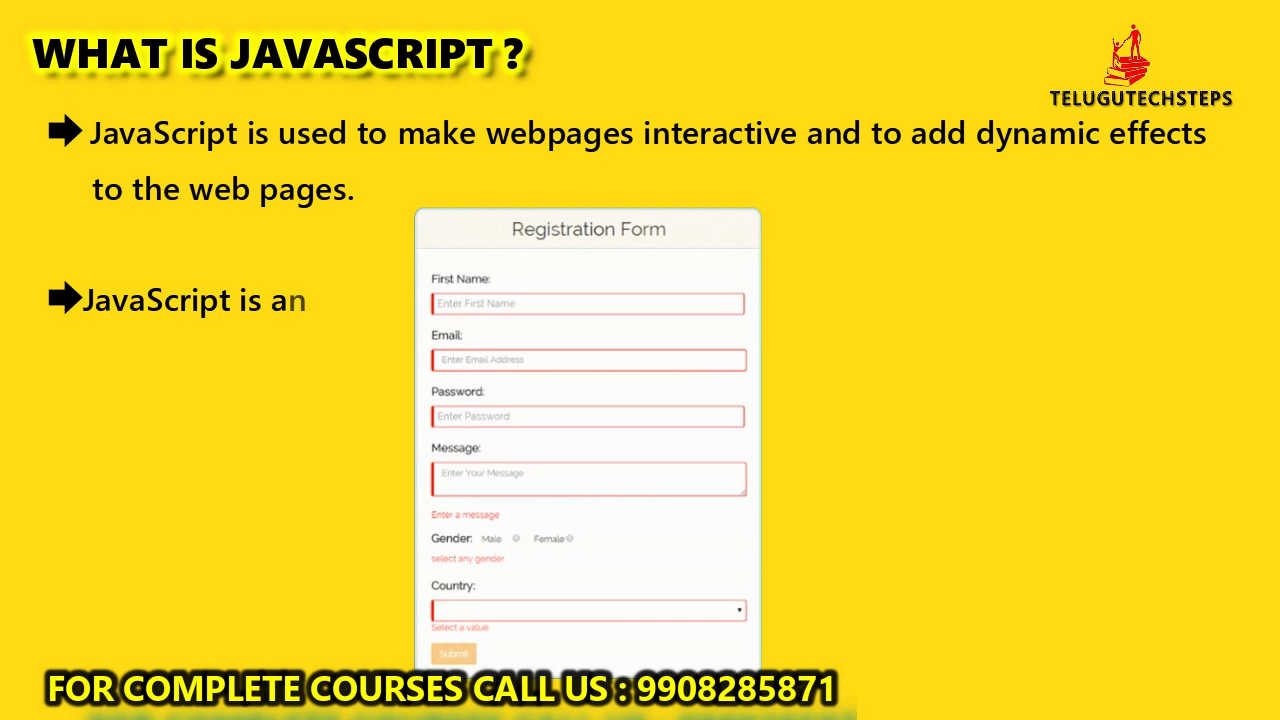 WHAT IS JAVASCRIPT ?
TELUGUTECHSTEPS
JavaScript is used to make webpages interactive and to add dynamic effects
to the web pages.
JavaScript is an
Registration Form
First Name:
Enter First Name
Email:
Enter Email Address
Password:
Enter Password
Message:
Enter Your Message
Enter a message
Gender: Male Female
select any gender
Country:
Select a value
Submit
FOR COMPLETE COURSES CALL US : 9908285871